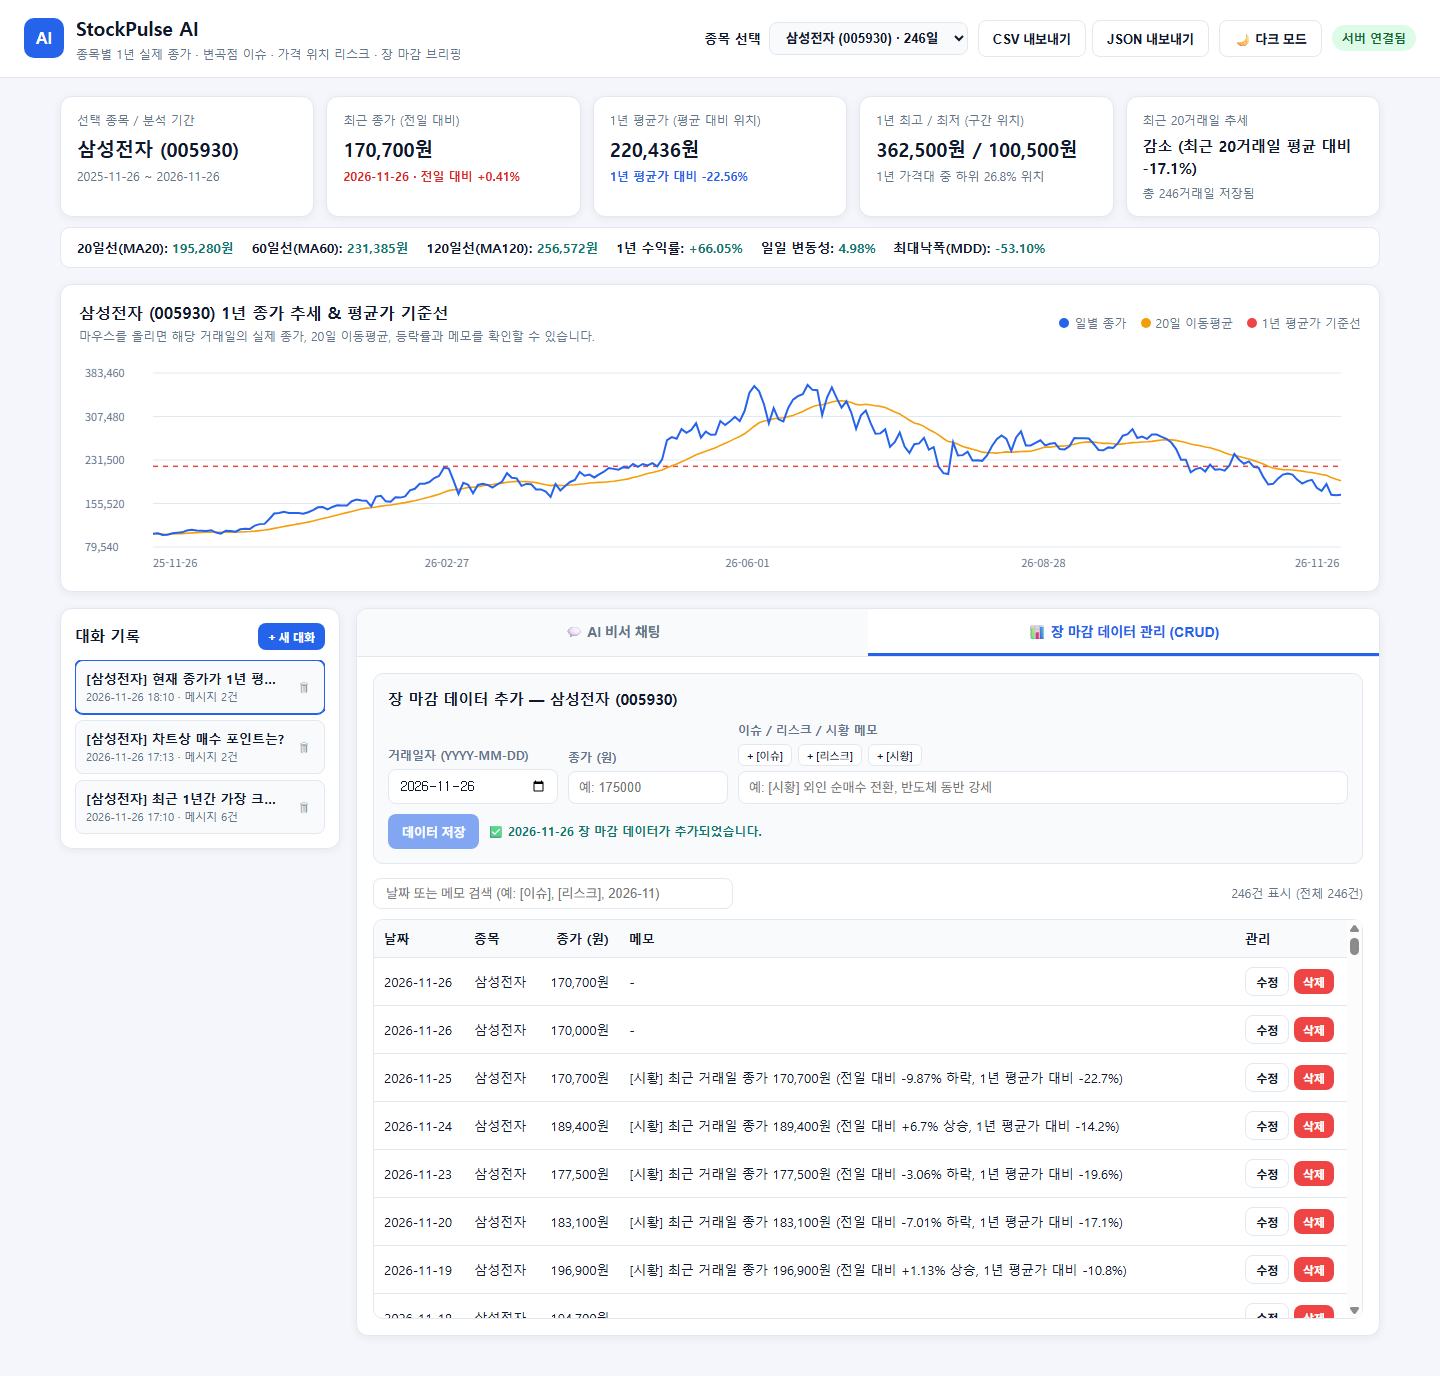 AI
StockPulse AI
종목별 1년 실제 종가 · 변곡점 이슈 · 가격 위치 리스크 · 장 마감 브리핑
종목 선택
삼성전자 (005930) · 246일
CSV 내보내기
JSON 내보내기
🌙 다크 모드
서버 연결됨
선택 종목 / 분석 기간
삼성전자 (005930)
2025-11-26 ~ 2026-11-26
최근 종가 (전일 대비)
170,700원
2026-11-26 · 전일 대비 +0.41%
1년 평균가 (평균 대비 위치)
220,436원
1년 평균가 대비 -22.56%
1년 최고 / 최저 (구간 위치)
362,500원 / 100,500원
1년 가격대 중 하위 26.8% 위치
최근 20거래일 추세
감소 (최근 20거래일 평균 대비
-17.1%)
총 246거래일 저장됨
20일선(MA20): 195,280원 60일선(MA60): 231,385원 120일선(MA120): 256,572원 1년 수익률: +66.05% 일일 변동성: 4.98% 최대낙폭(MDD): -53.10%
삼성전자 (005930) 1년 종가 추세 & 평균가 기준선
마우스를 올리면 해당 거래일의 실제 종가, 20일 이동평균, 등락률과 메모를 확인할 수 있습니다.
일별 종가
20일 이동평균
1년 평균가 기준선
383,460
307,480
231,500
155,520
79,540
25-11-26
26-02-27
26-06-01
26-08-28
26-11-26
대화 기록
+ 새 대화
[삼성전자] 현재 종가가 1년 평...
2026-11-26 18:10 · 메시지 2건
[삼성전자] 차트상 매수 포인트는?
2026-11-26 17:13 · 메시지 2건
[삼성전자] 최근 1년간 가장 크...
2026-11-26 17:10 · 메시지 6건
💬 AI 비서 채팅
📊 장 마감 데이터 관리 (CRUD)
장 마감 데이터 추가 — 삼성전자 (005930)
거래일자 (YYYY-MM-DD)
2026-11-26
종가 (원)
예: 175000
이슈 / 리스크 / 시황 메모
+ [이슈]
+ [리스크]
+ [시황]
예: [시황] 외인 순매수 전환, 반도체 동반 강세
데이터 저장
✅ 2026-11-26 장 마감 데이터가 추가되었습니다.
날짜 또는 메모 검색 (예: [이슈], [리스크], 2026-11)
246건 표시 (전체 246건)
날짜 종목 종가 (원) 메모 관리
2026-11-26 삼성전자 170,700원 - 수정 삭제
2026-11-26 삼성전자 170,000원 - 수정 삭제
2026-11-25 삼성전자 170,700원 [시황] 최근 거래일 종가 170,700원 (전일 대비 -9.87% 하락, 1년 평균가 대비 -22.7%) 수정 삭제
2026-11-24 삼성전자 189,400원 [시황] 최근 거래일 종가 189,400원 (전일 대비 +6.7% 상승, 1년 평균가 대비 -14.2%) 수정 삭제
2026-11-23 삼성전자 177,500원 [시황] 최근 거래일 종가 177,500원 (전일 대비 -3.06% 하락, 1년 평균가 대비 -19.6%) 수정 삭제
2026-11-20 삼성전자 183,100원 [시황] 최근 거래일 종가 183,100원 (전일 대비 -7.01% 하락, 1년 평균가 대비 -17.1%) 수정 삭제
2026-11-19 삼성전자 196,900원 [시황] 최근 거래일 종가 196,900원 (전일 대비 +1.13% 상승, 1년 평균가 대비 -10.8%) 수정 삭제
2026-11-18 삼성전자 194,700원 수정 삭제